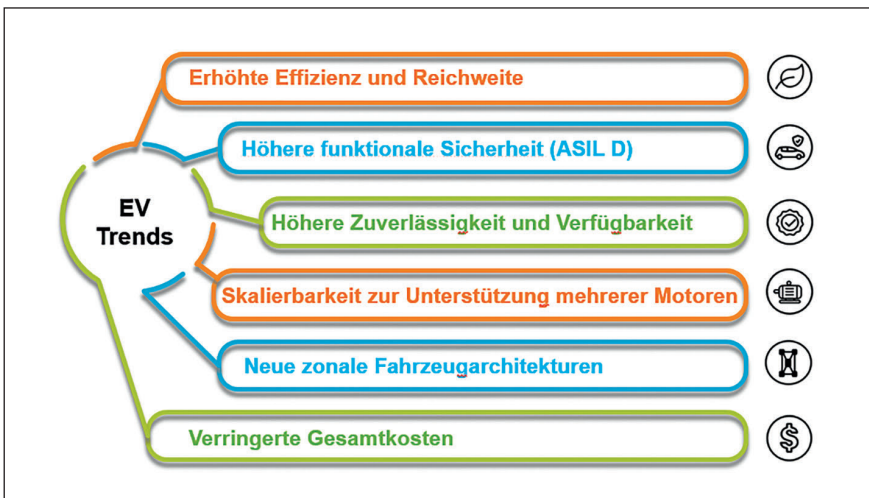 Erhöhte Effizienz und Reichweite
Höhere funktionale Sicherheit (ASIL D)
EV
Trends
Höhere Zuverlässigkeit und Verfügbarkeit
Skalierbarkeit zur Unterstützung mehrerer Motoren
Neue zonale Fahrzeugarchitekturen
Verringerte Gesamtkosten
$